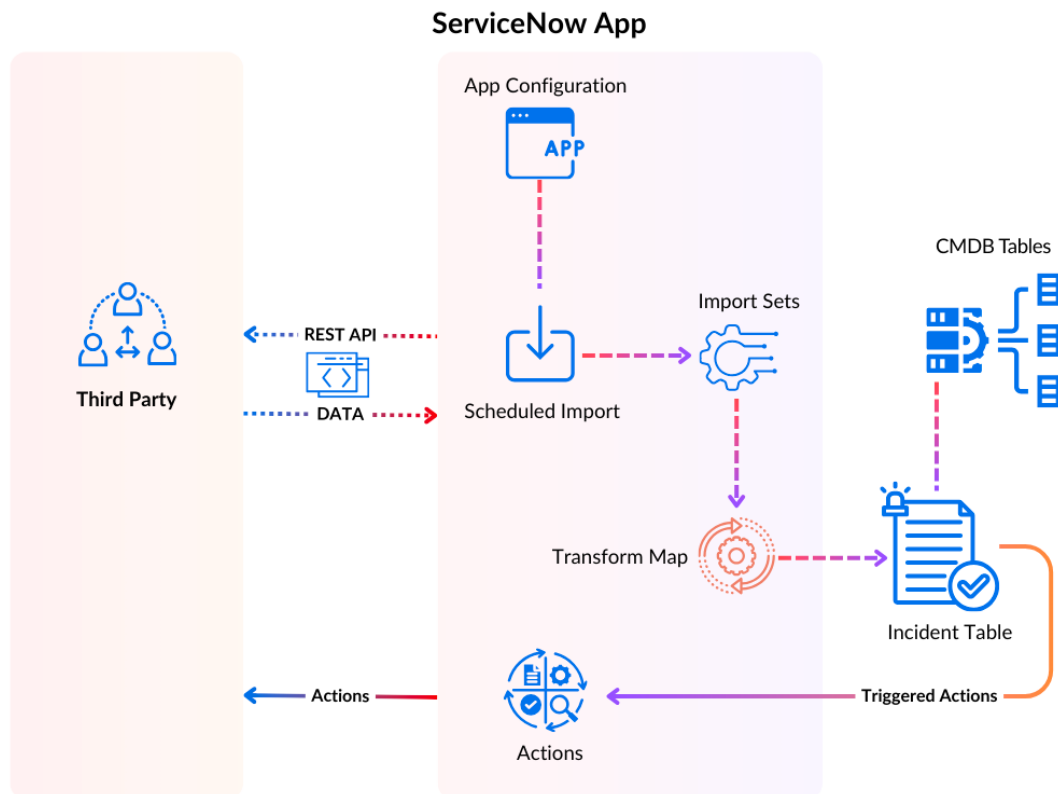 ServiceNow App
App Configuration
APP
CMDB Tables
Import Sets
REST API
Third Party
DATA
Scheduled Import
Transform Map
Incident Table
Actions
Triggered Actions
Actions